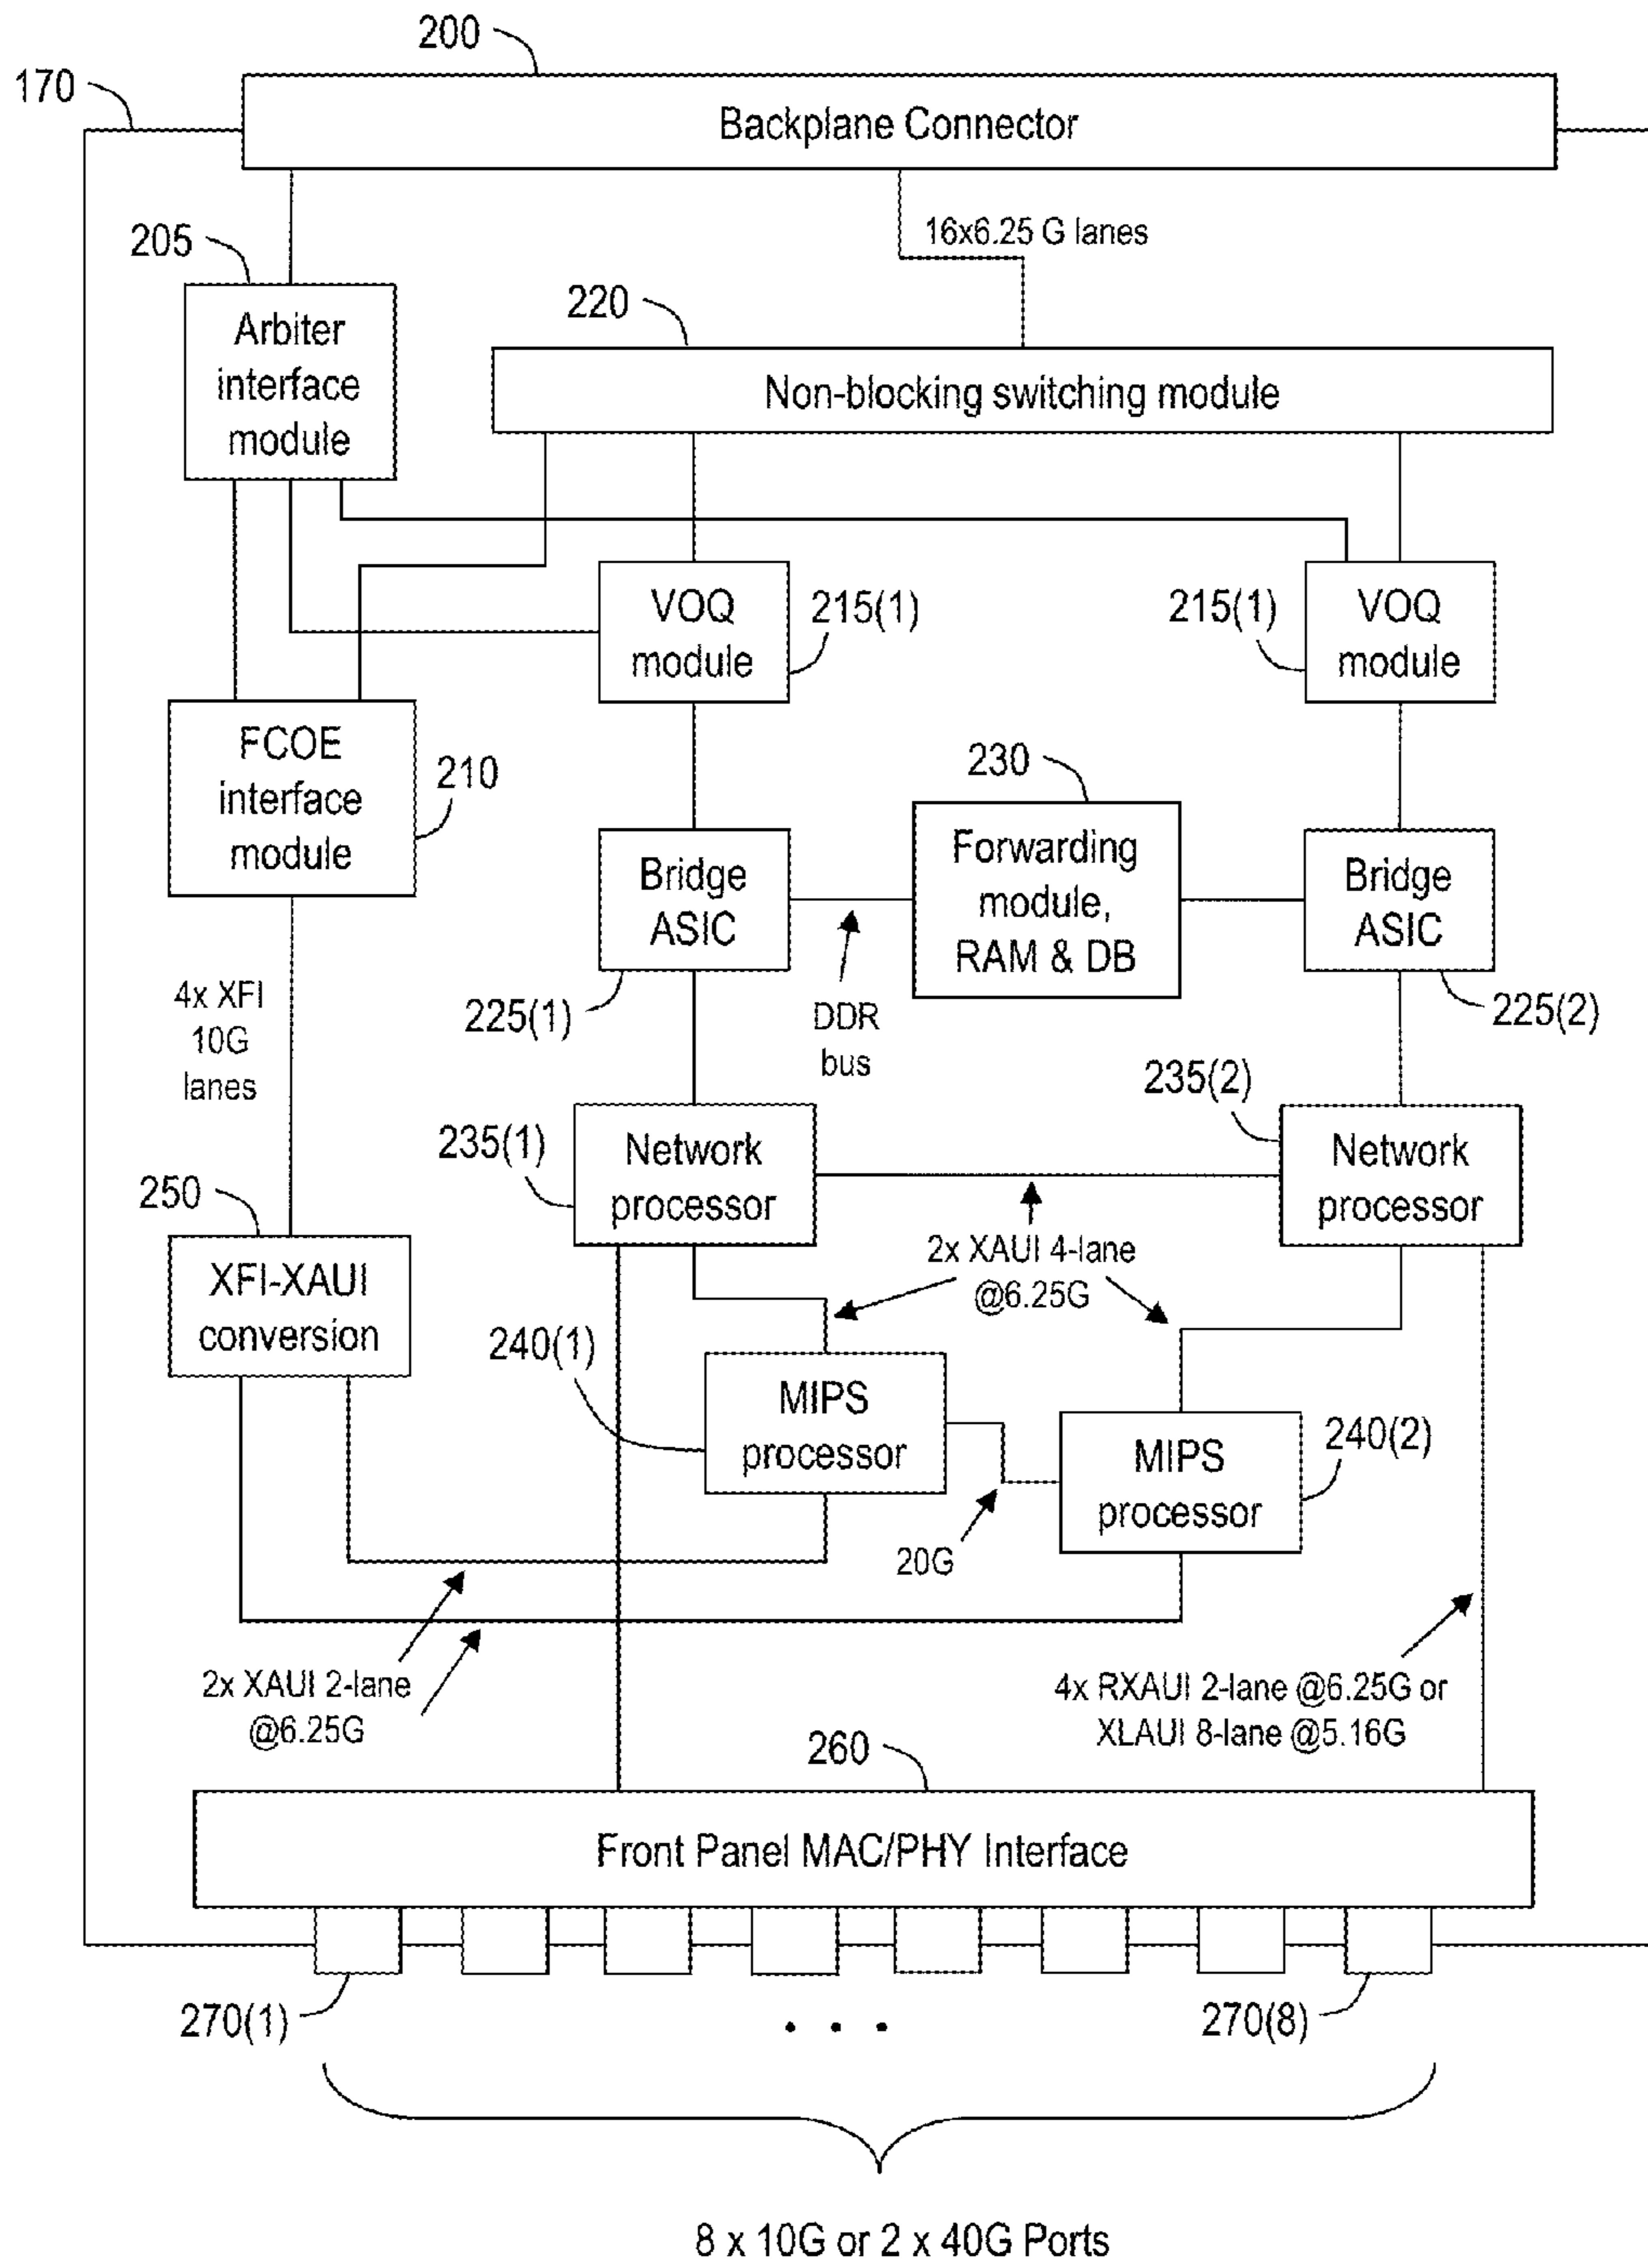 200
170
Backplane Connector
205
16x6.25 G lanes
220
Arbiter
interface
module
Non-blocking switching module
VOQ
module
215(1)
215(1)
VOQ
module
FCOE
interface
module
210
230
Bridge
ASIC
Forwarding
module,
RAM & DB
Bridge
ASIC
4x XFI
10G
lanes
225(1)
DDR
bus
225(2)
235(2)
235(1)
Network
processor
Network
processor
250
XFI-XAUI
conversion
2x XAUI 4-lane
@6.25G
240(1)
MIPS
processor
MIPS
processor
240(2)
20G
2x XAUI 2-lane
@6.25G
4x RXAUI 2-lane @6.25G or
XLAUI 8-lane @5.16G
260
Front Panel MAC/PHY Interface
270(1)
. . .
270(8)
8 x 10G or 2 x 40G Ports